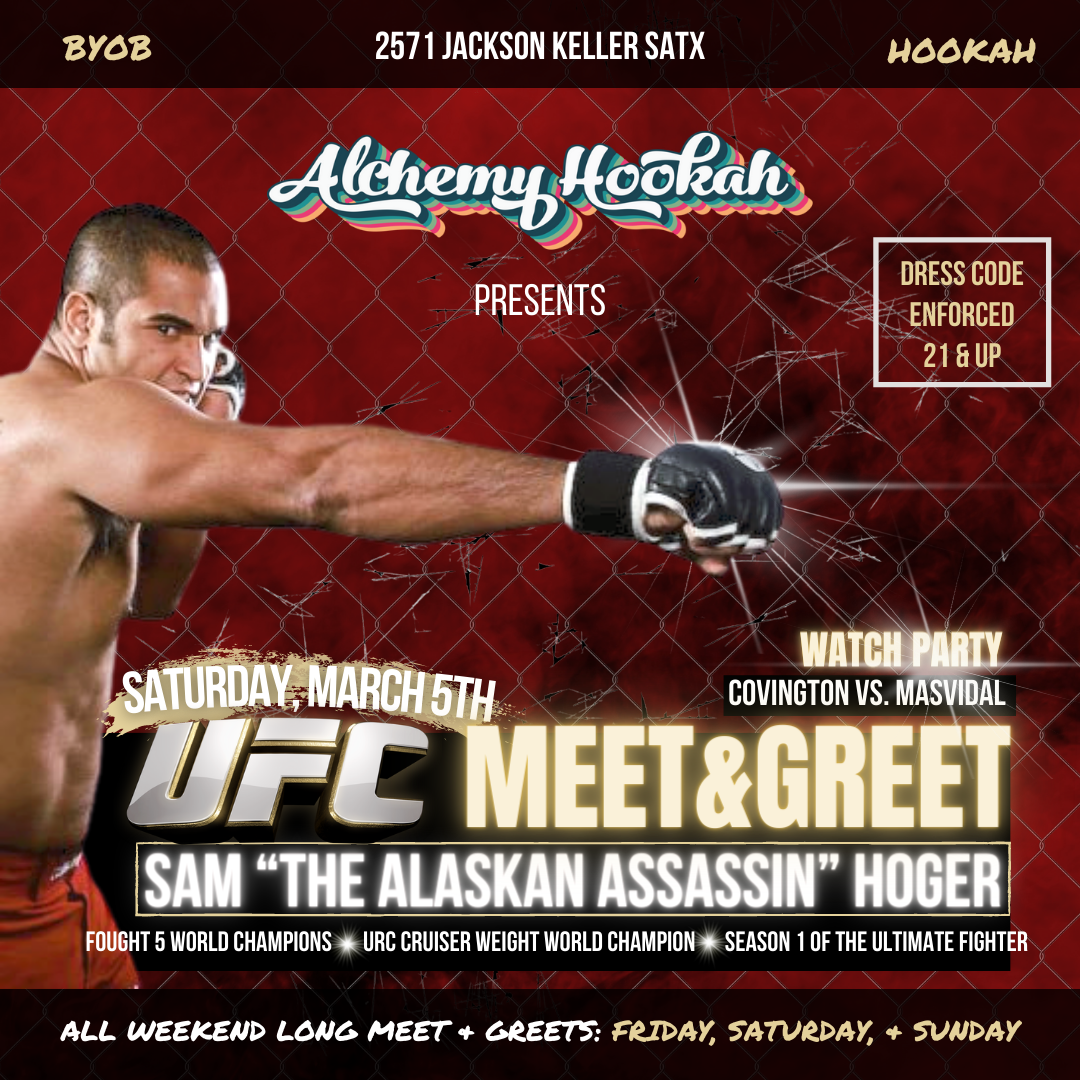 BYOB
2571 JACKSON KELLER SATX
HOOKAH
Alchemy Hookah
PRESENTS
DRESS CODE
ENFORCED
21 & UP
WATCH PARTY
COVINGTON VS. MASVIDAL
SATURDAY, MARCH 5TH
UFC MEET&GREET
SAM “THE ALASKAN ASSASSIN” HOGER
FOUGHT 5 WORLD CHAMPIONS URC CRUISER WEIGHT WORLD CHAMPION SEASON 1 OF THE ULTIMATE FIGHTER
ALL WEEKEND LONG MEET & GREETS: FRIDAY, SATURDAY, & SUNDAY